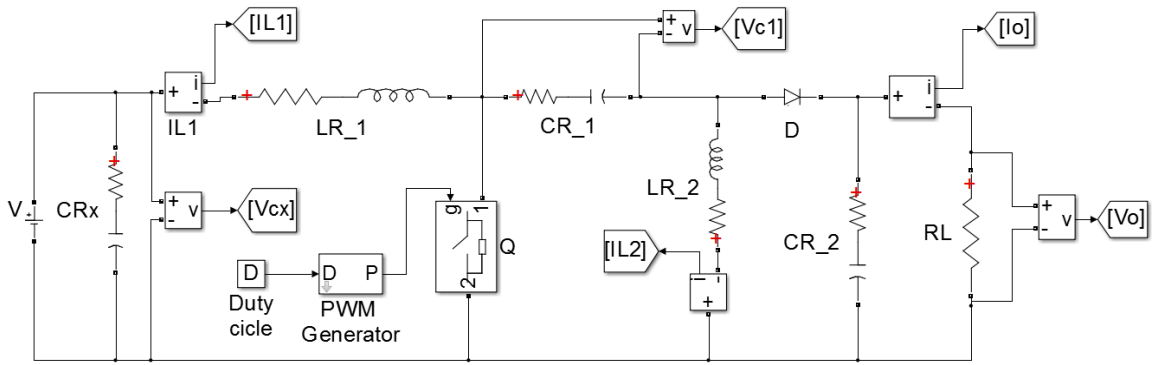 [IL1]
[Vc1]
[Io]
+
-
v
i
+
-
IL1
LR_1
CR_1
D
i
+
-
V
CRx
+
-
v
[Vcx]
g
1
2
Q
LR_2
[IL2]
i
-
+
CR_2
RL
+
-
v
[Vo]
D
Duty
cicle
D
P
PWM
Generator